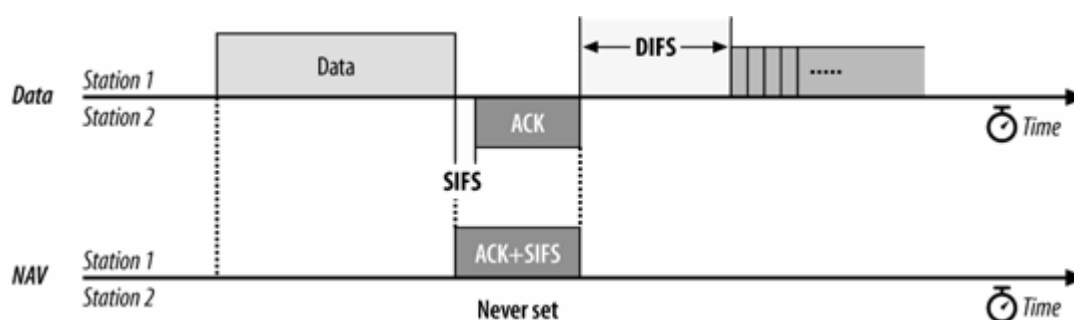 DIFS
Station 1
Data
.....
Data
Station 2
ACK
Time
SIFS
Station 1
ACK+SIFS
NAV
Station 2
Never set
Time